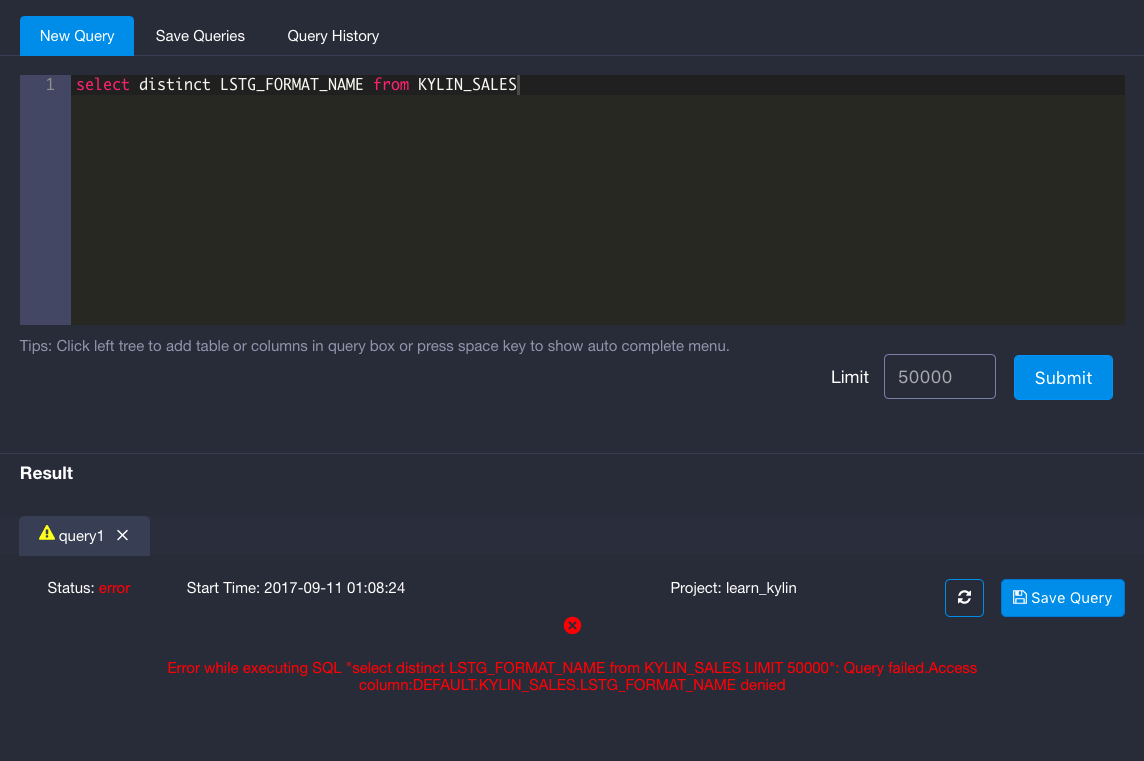 New Query Save Queries Query History
1 select distinct LSTG_FORMAT_NAME from KYLIN_SALES
Tips: Click left tree to add table or columns in query box or press space key to show auto complete menu.
Limit 50000 Submit
Result
query1
Status: error Start Time: 2017-09-11 01:08:24 Project: learn_kylin Save Query
Error while executing SQL "select distinct LSTG_FORMAT_NAME from KYLIN_SALES LIMIT 50000": Query failed.Access
column:DEFAULT.KYLIN_SALES.LSTG_FORMAT_NAME denied